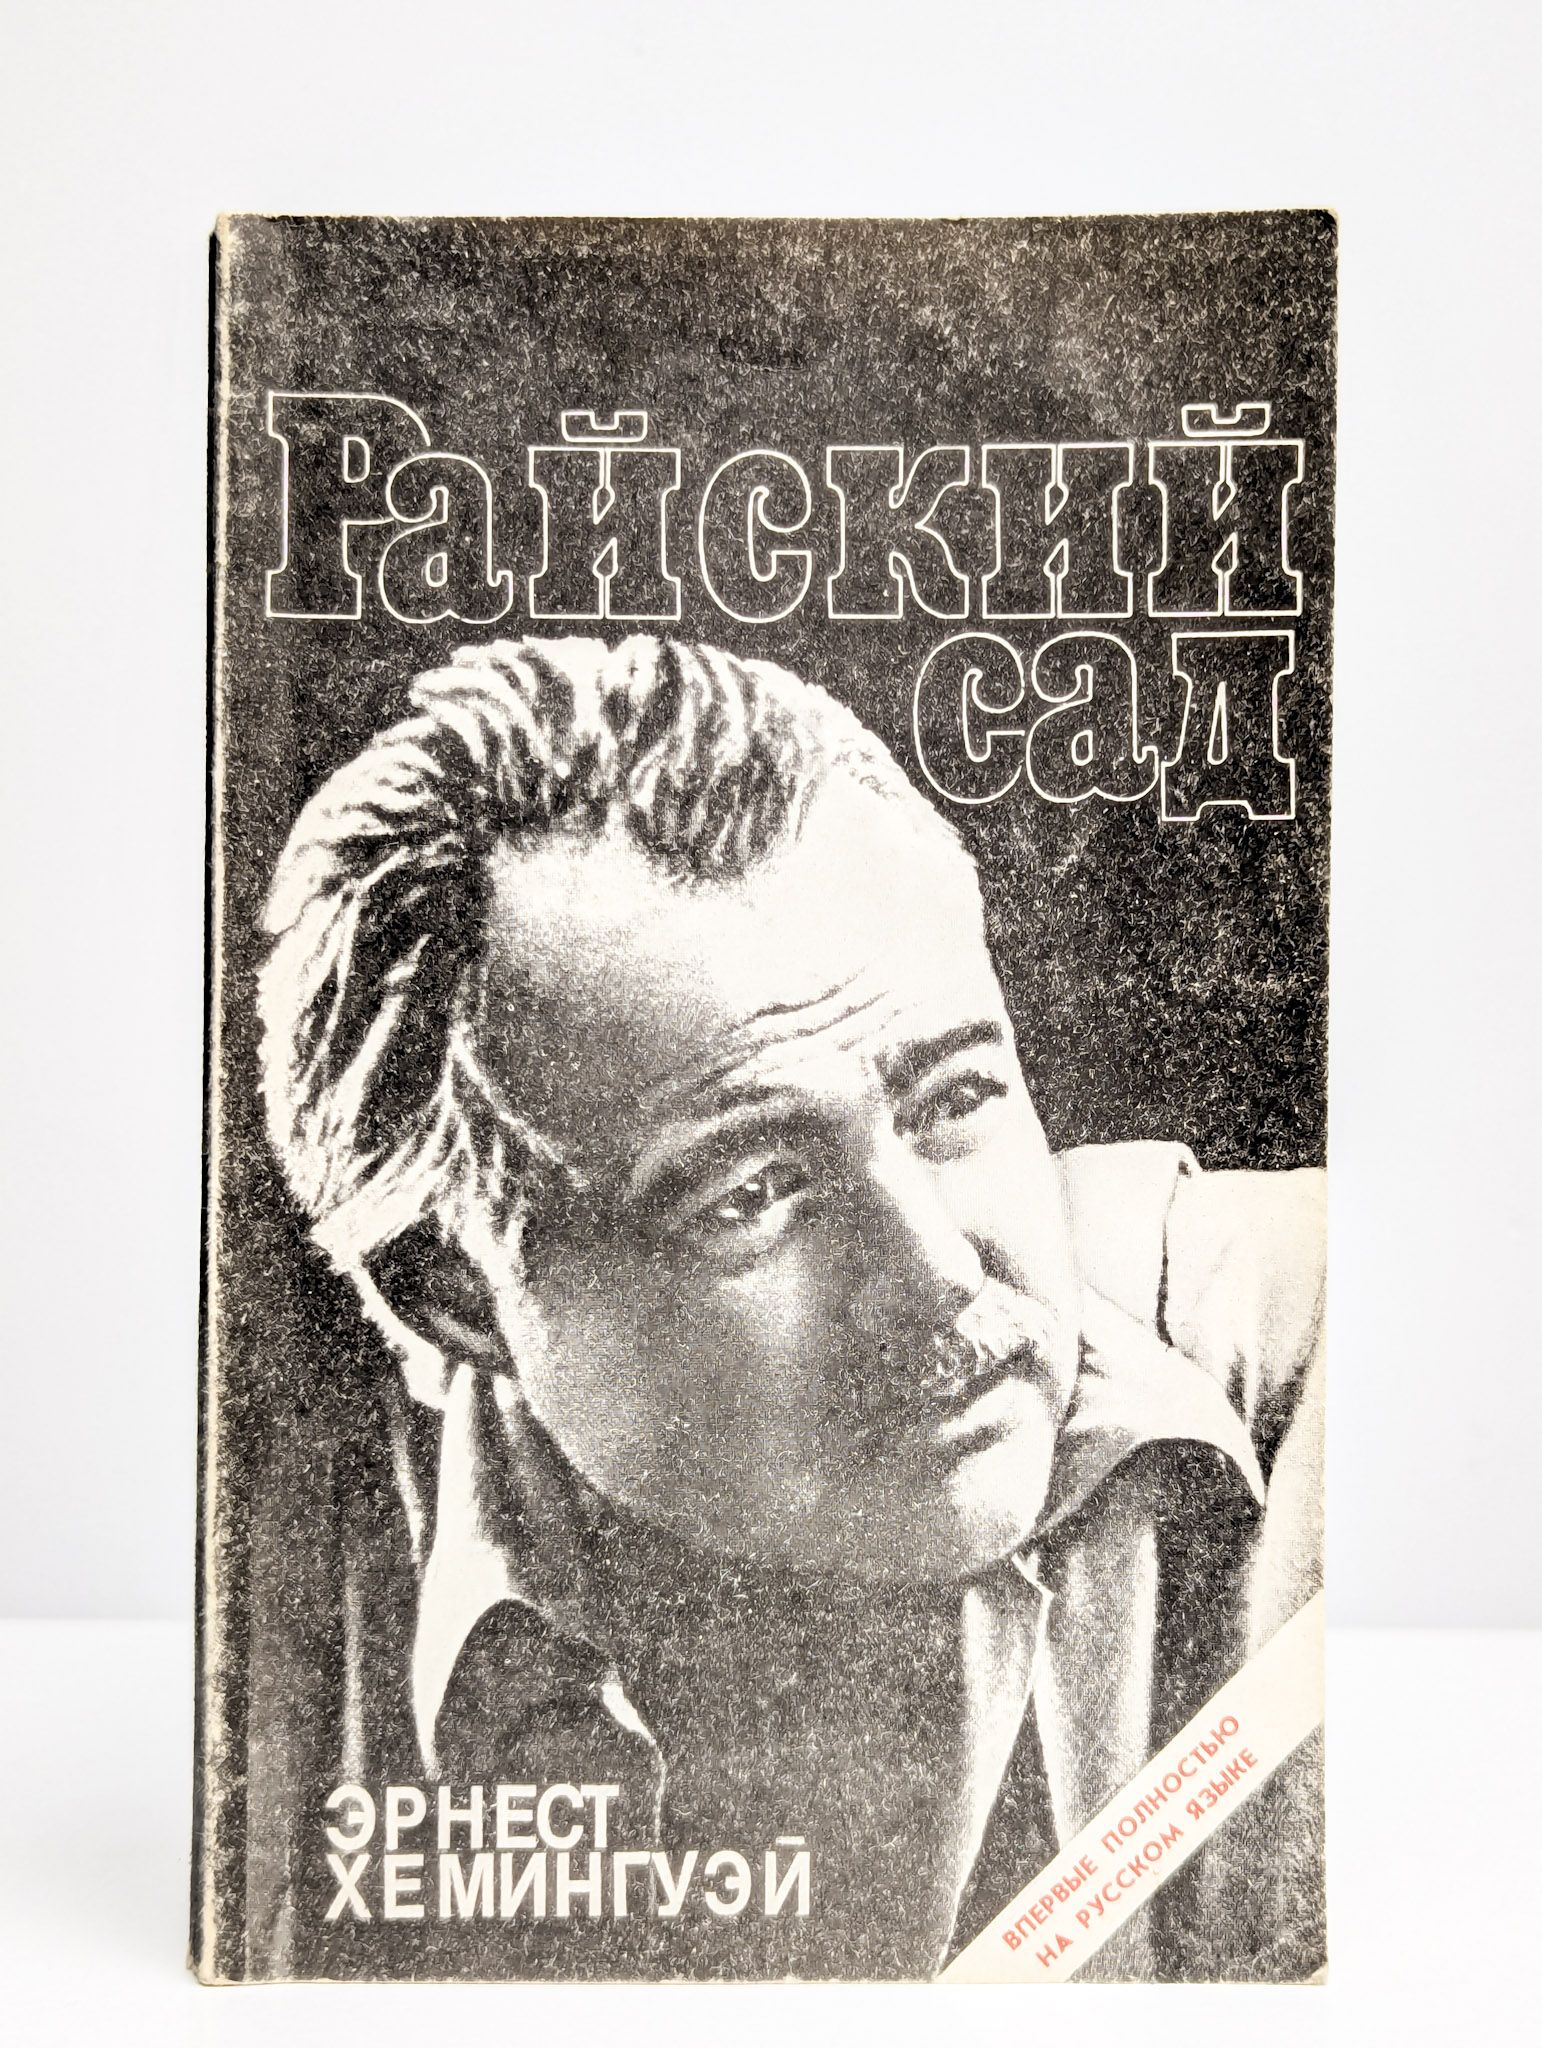 Райский
сад
ЭРНЕСТ
ХЕМИНГУЭЙ
ВПЕРВЫЕ ПОЛНОСТЬЮ
НА РУССКОМ ЯЗЫКЕ